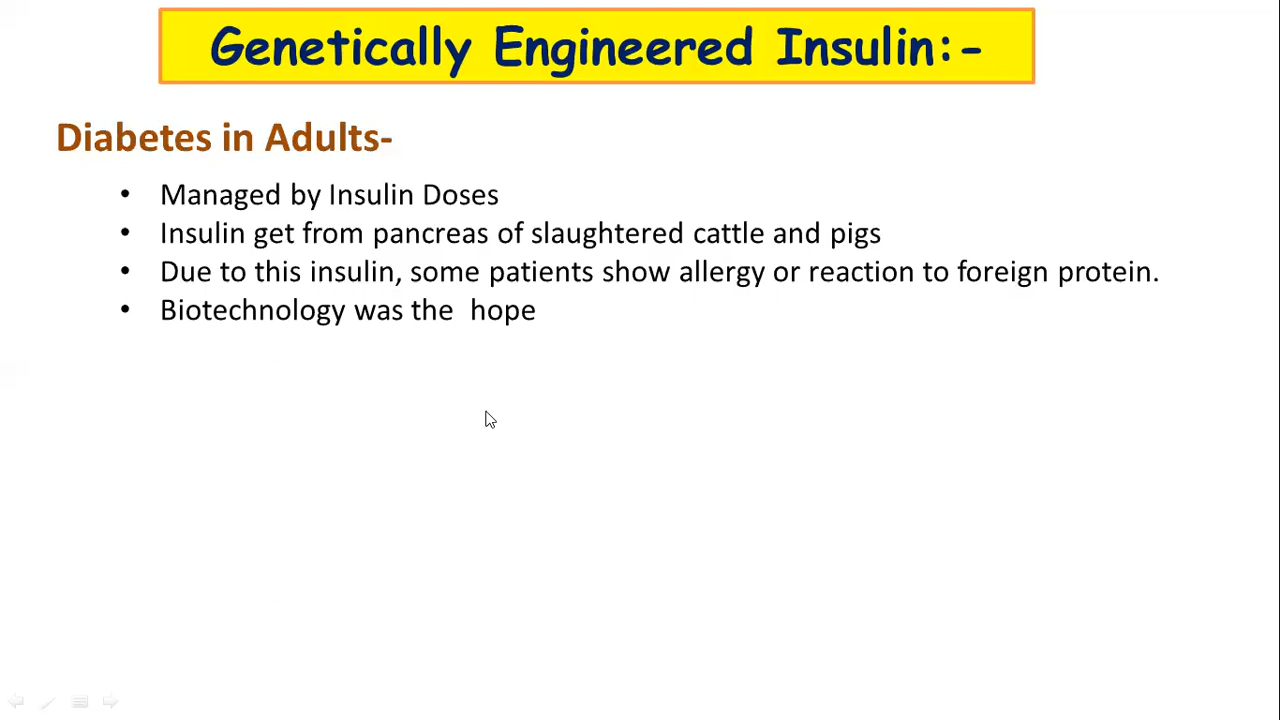 Genetically Engineered Insulin:-
Diabetes in Adults-
• Managed by Insulin Doses
• Insulin get from pancreas of slaughtered cattle and pigs
• Due to this insulin, some patients show allergy or reaction to foreign protein.
• Biotechnology was the  hope